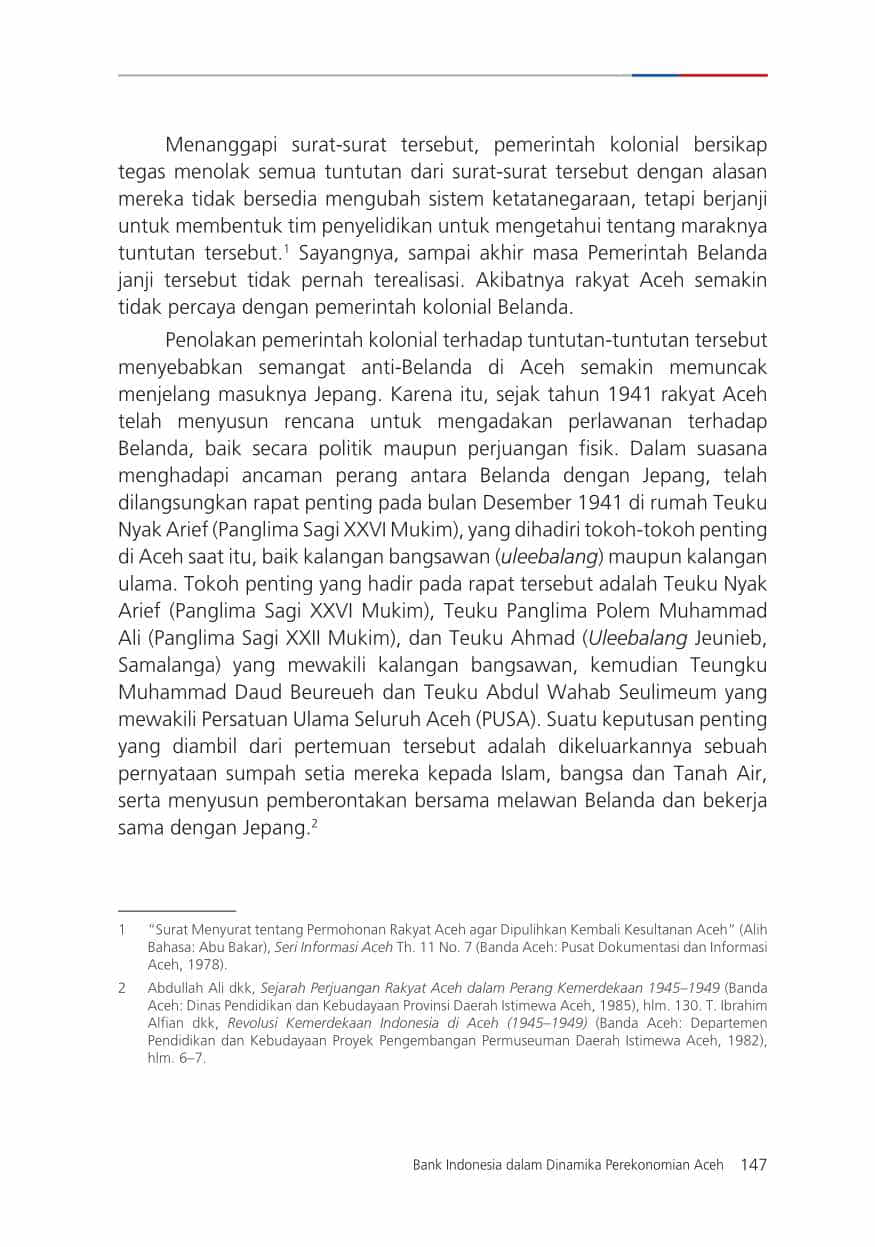 Menanggapi surat-surat tersebut, pemerintah kolonial bersikap
tegas menolak semua tuntutan dari surat-surat tersebut dengan alasan
mereka tidak bersedia mengubah sistem ketatanegaraan, tetapi berjanji
untuk membentuk tim penyelidikan untuk mengetahui tentang maraknya
tuntutan tersebut.¹ Sayangnya, sampai akhir masa Pemerintah Belanda
janji tersebut tidak pernah terealisasi. Akibatnya rakyat Aceh semakin
tidak percaya dengan pemerintah kolonial Belanda.
Penolakan pemerintah kolonial terhadap tuntutan-tuntutan tersebut
menyebabkan semangat anti-Belanda di Aceh semakin memuncak
menjelang masuknya Jepang. Karena itu, sejak tahun 1941 rakyat Aceh
telah menyusun rencana untuk mengadakan perlawanan terhadap
Belanda, baik secara politik maupun perjuangan fisik. Dalam suasana
menghadapi ancaman perang antara Belanda dengan Jepang, telah
dilangsungkan rapat penting pada bulan Desember 1941 di rumah Teuku
Nyak Arief (Panglima Sagi XXVI Mukim), yang dihadiri tokoh-tokoh penting
di Aceh saat itu, baik kalangan bangsawan (uleebalang) maupun kalangan
ulama. Tokoh penting yang hadir pada rapat tersebut adalah Teuku Nyak
Arief (Panglima Sagi XXVI Mukim), Teuku Panglima Polem Muhammad
Ali (Panglima Sagi XXII Mukim), dan Teuku Ahmad (Uleebalang Jeunieb,
Samalanga) yang mewakili kalangan bangsawan, kemudian Teungku
Muhammad Daud Beureueh dan Teuku Abdul Wahab Seulimeum yang
mewakili Persatuan Ulama Seluruh Aceh (PUSA). Suatu keputusan penting
yang diambil dari pertemuan tersebut adalah dikeluarkannya sebuah
pernyataan sumpah setia mereka kepada Islam, bangsa dan Tanah Air,
serta menyusun pemberontakan bersama melawan Belanda dan bekerja
sama dengan Jepang.²
1 “Surat Menyurat tentang Permohonan Rakyat Aceh agar Dipulihkan Kembali Kesultanan Aceh” (Alih
Bahasa: Abu Bakar), Seri Informasi Aceh Th. 11 No. 7 (Banda Aceh: Pusat Dokumentasi dan Informasi
Aceh, 1978).
2 Abdullah Ali dkk, Sejarah Perjuangan Rakyat Aceh dalam Perang Kemerdekaan 1945–1949 (Banda
Aceh: Dinas Pendidikan dan Kebudayaan Provinsi Daerah Istimewa Aceh, 1985), hlm. 130. T. Ibrahim
Alfian dkk, Revolusi Kemerdekaan Indonesia di Aceh (1945–1949) (Banda Aceh: Departemen
Pendidikan dan Kebudayaan Proyek Pengembangan Permuseuman Daerah Istimewa Aceh, 1982),
hlm. 6–7.
Bank Indonesia dalam Dinamika Perekonomian Aceh 147